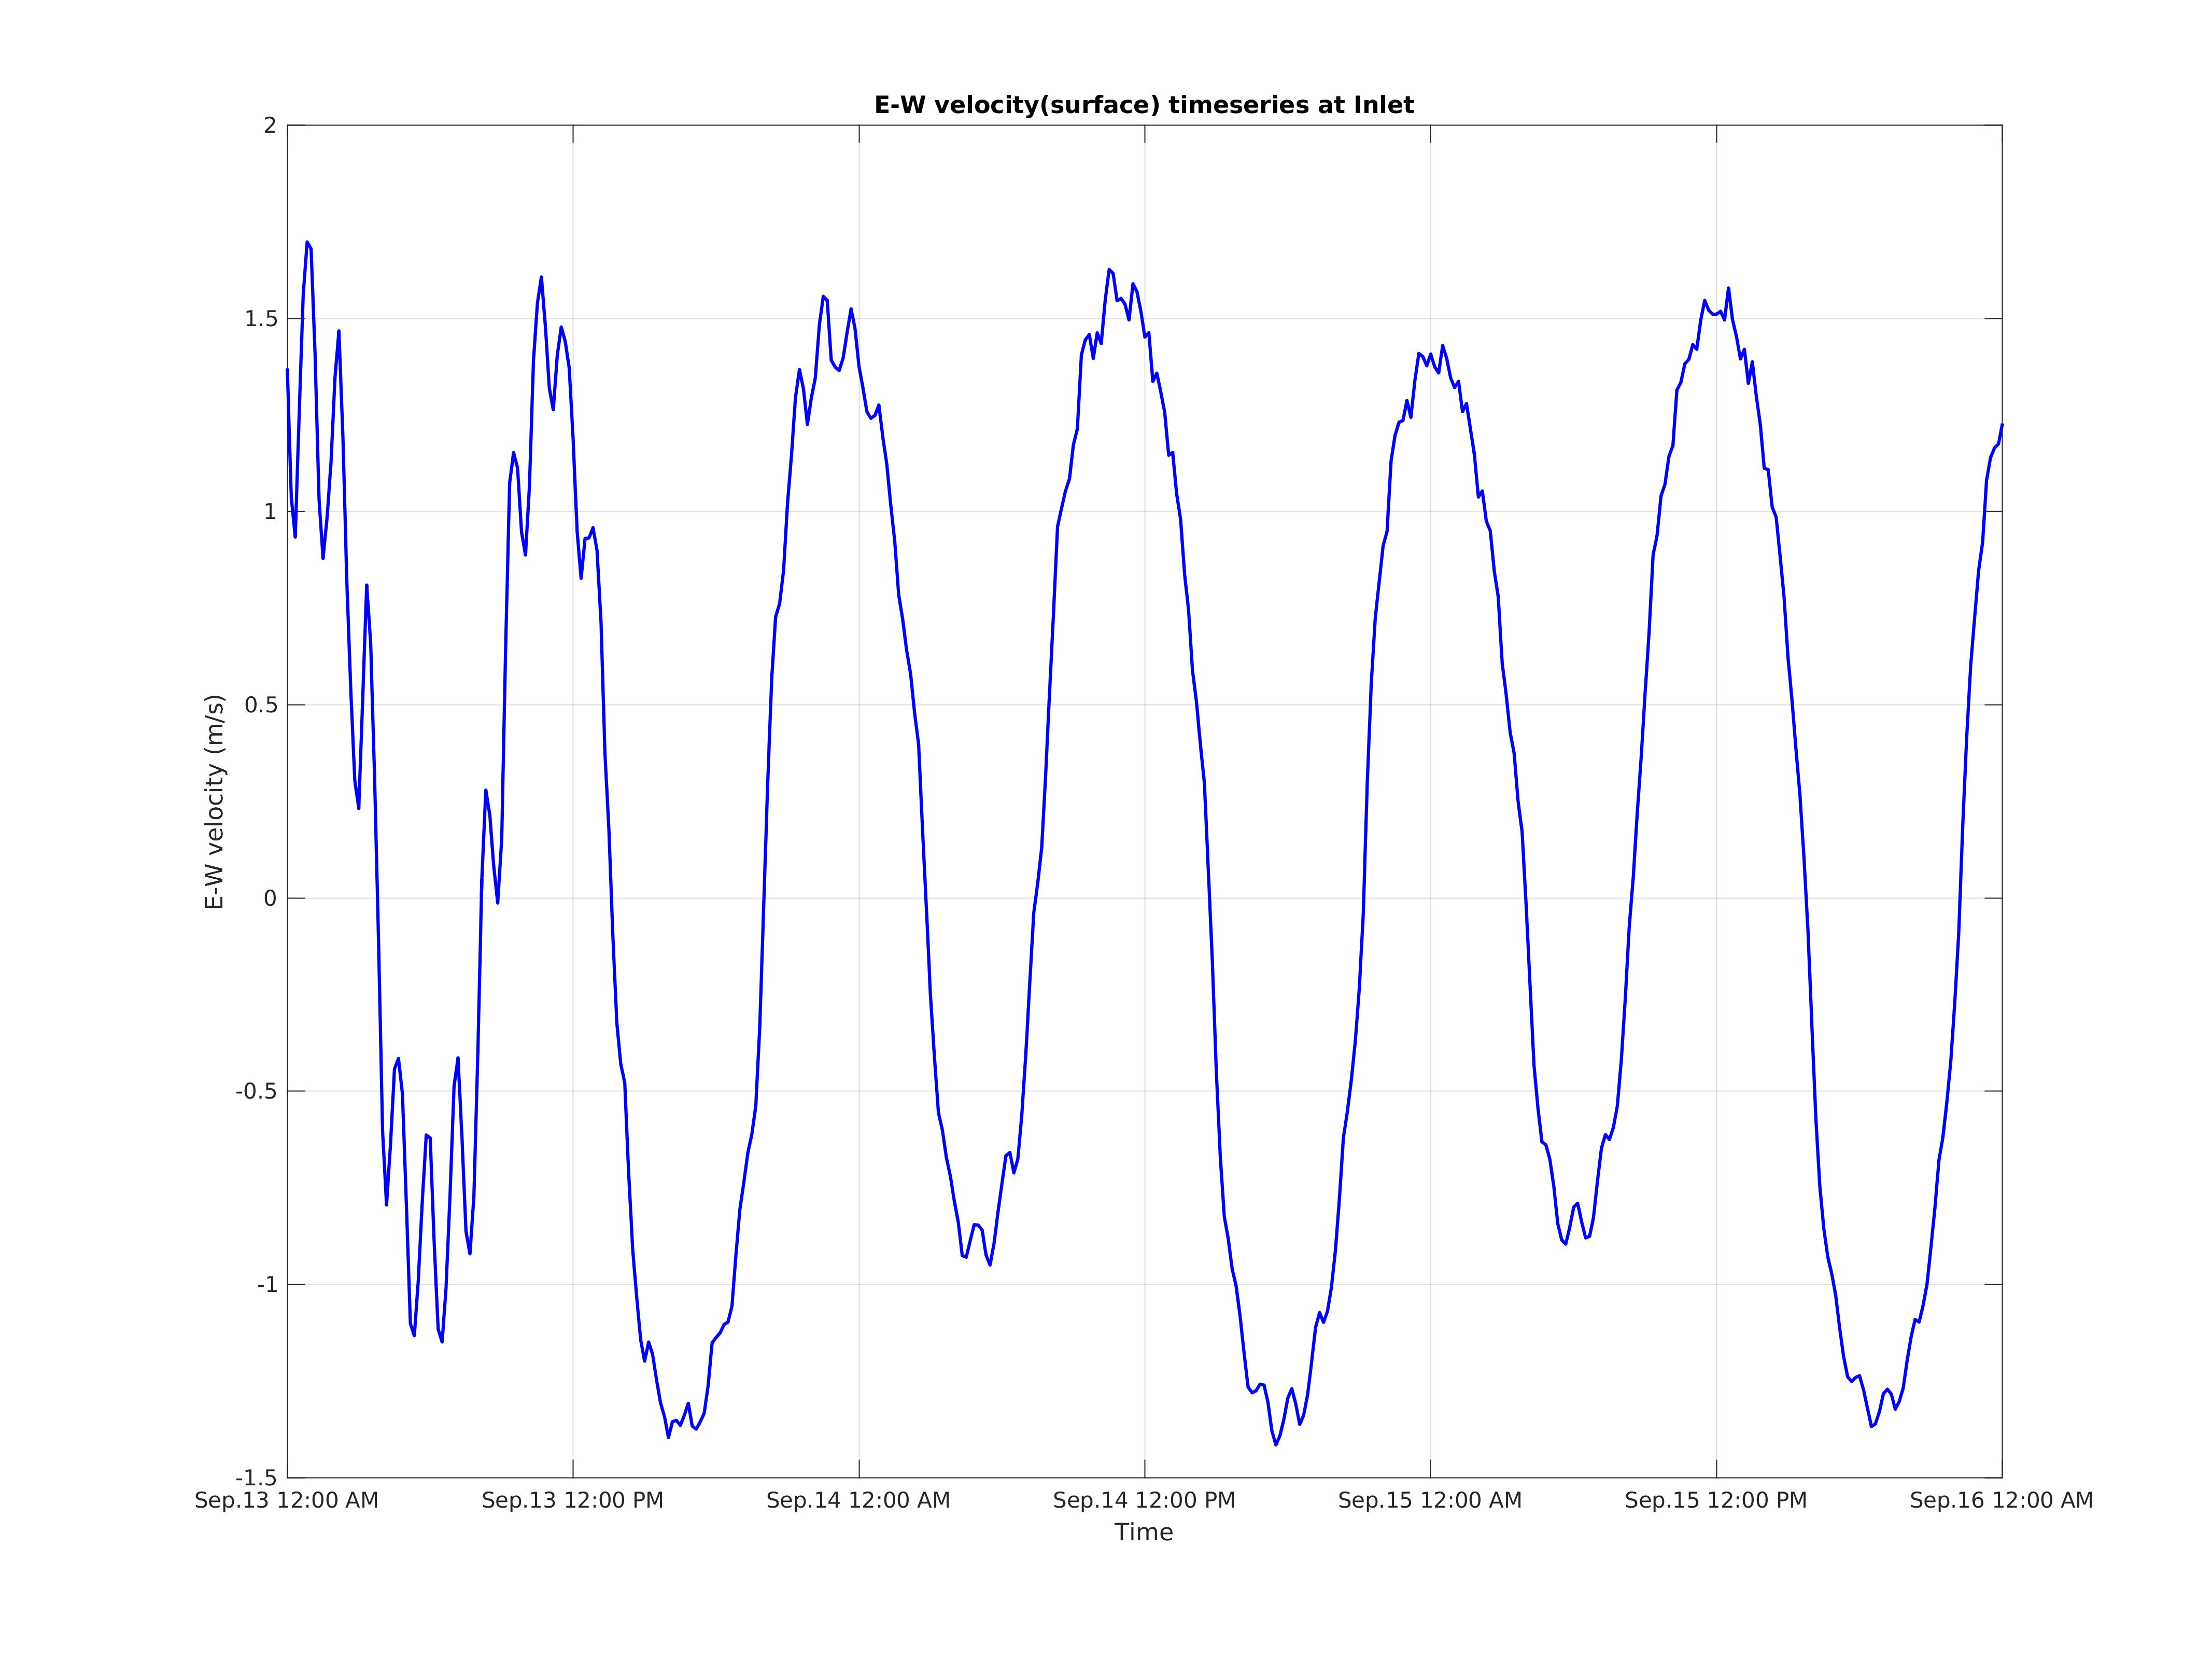 E-W velocity(surface) timeseries at Inlet
2
1.5
1
0.5
0
-0.5
-1
-1.5
E-W velocity (m/s)
Sep.13 12:00 AM Sep.13 12:00 PM Sep.14 12:00 AM Sep.14 12:00 PM Sep.15 12:00 AM Sep.15 12:00 PM Sep.16 12:00 AM
Time